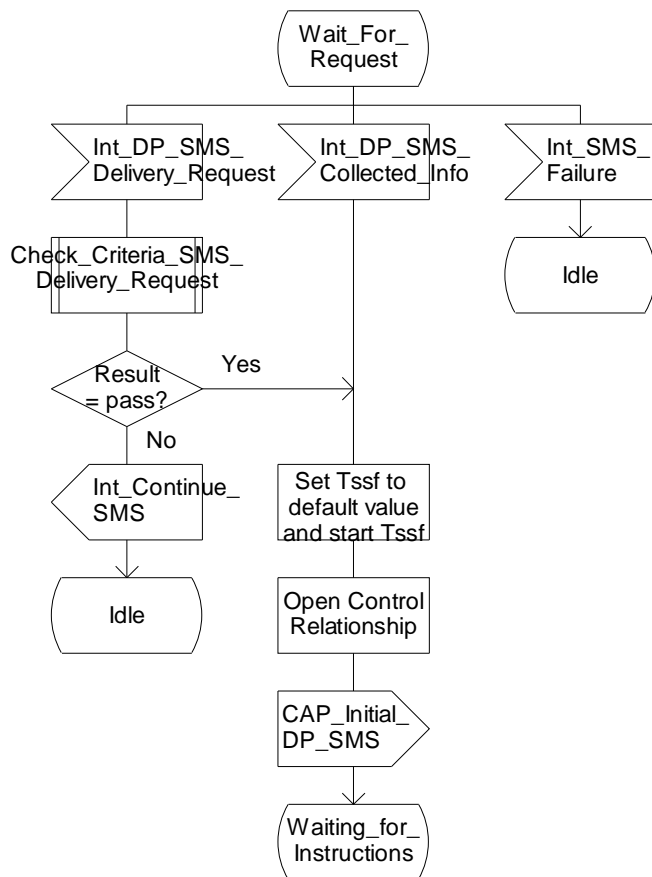 Wait_For_
Request
Int_DP_SMS_
Delivery_Request
Int_DP_SMS_
Collected_Info
Int_SMS_
Failure
Check_Criteria_SMS_
Delivery_Request
Idle
Result
= pass?
Yes
No
Int_Continue_
SMS
Set Tssf to
default value
and start Tssf
Idle
Open Control
Relationship
CAP_Initial_
DP_SMS
Waiting_for_
Instructions